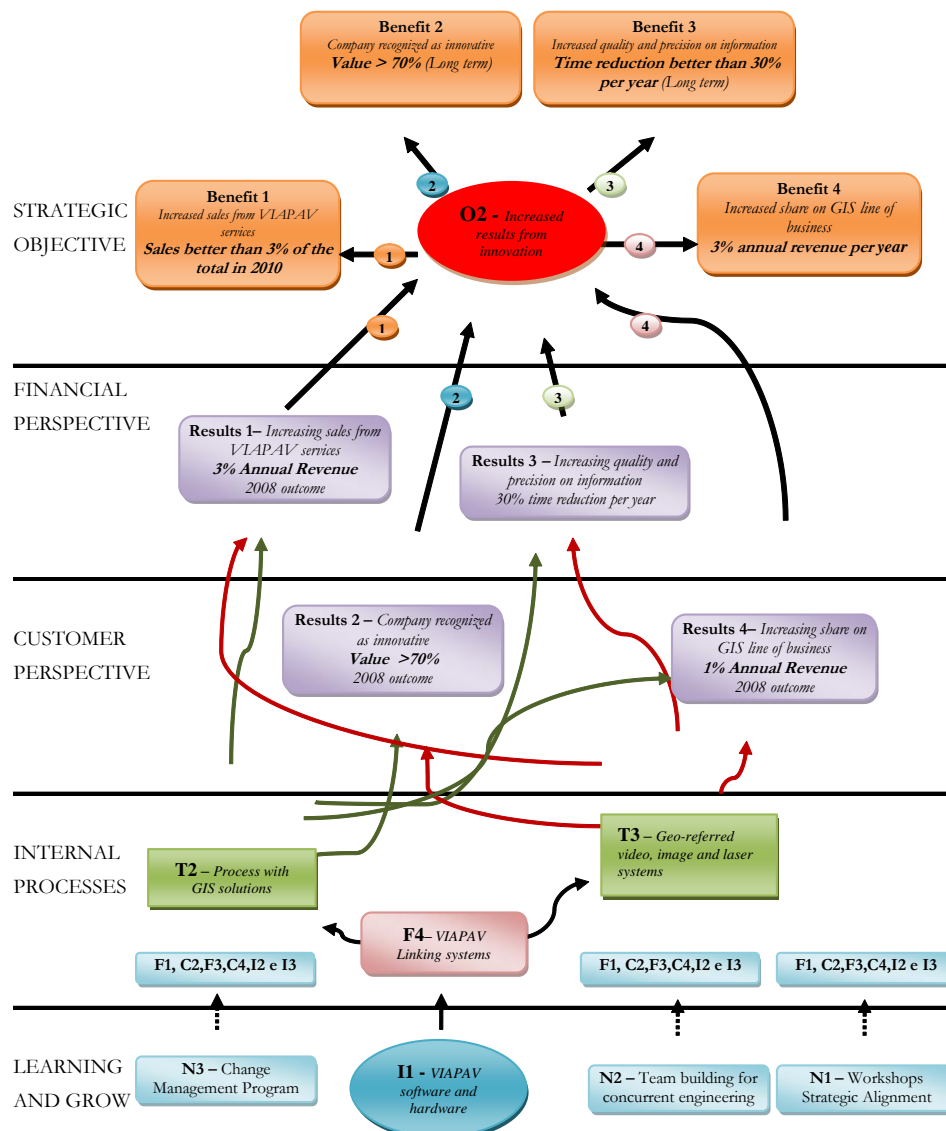 Benefit 2
Company recognized as innovative
Value > 70% (Long term)
Benefit 3
Increased quality and precision on information
Time reduction better than 30%
per year (Long term)
2
3
STRATEGIC
OBJECTIVE
Benefit 1
Increased sales from VIAPAV
services
Sales better than 3% of the
total in 2010
O2 - Increased
results from
innovation
Benefit 4
Increased share on GIS line of
business
3% annual revenue per year
1
4
1
4
FINANCIAL
PERSPECTIVE
2
3
Results 1– Increasing sales from
VIAPAV services
3% Annual Revenue
2008 outcome
Results 3 – Increasing quality and
precision on information
30% time reduction per year
CUSTOMER
PERSPECTIVE
Results 2 – Company recognized
as innovative
Value >70%
2008 outcome
Results 4– Increasing share on
GIS line of business
1% Annual Revenue
2008 outcome
INTERNAL
PROCESSES
T2 – Process with
GIS solutions
T3 – Geo-referred
video, image and laser
systems
F4– VIAPAV
Linking systems
F1, C2,F3,C4,I2 e I3
F1, C2,F3,C4,I2 e I3
F1, C2,F3,C4,I2 e I3
LEARNING
AND GROW
N3 – Change
Management Program
I1 - VIAPAV
software and
hardware
N2 – Team building for
concurrent engineering
N1 – Workshops
Strategic Alignment